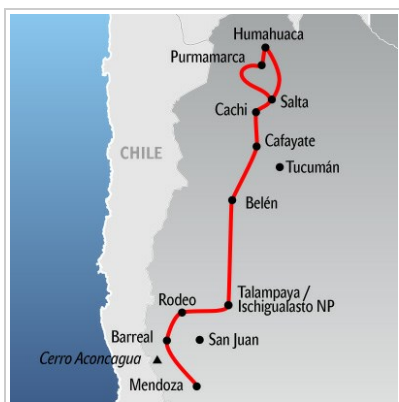 Humahuaca
Purmamarca
Salta
Cachi
Cafayate
CHILE
Tucumán
Belén
Talampaya /
Ischigualasto NP
Rodeo
Barreal
San Juan
Cerro Aconcagua
Mendoza